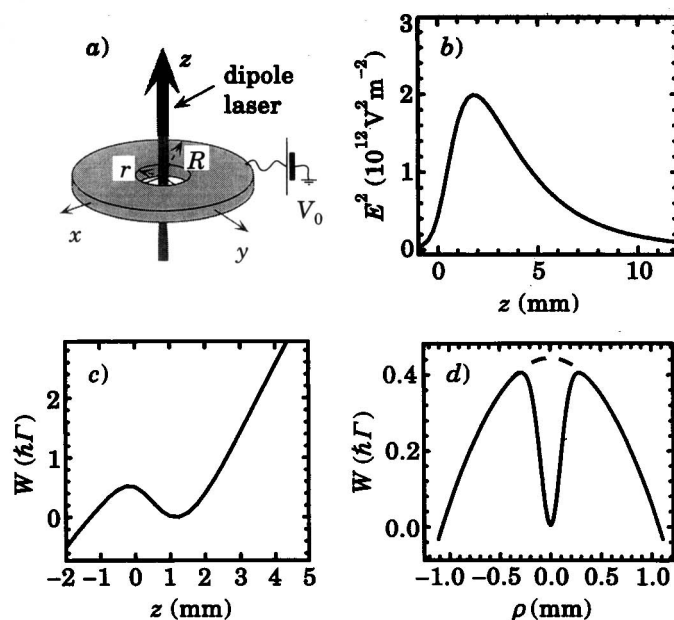 a)
z
dipole
laser
r
R
V₀
x
y
b)
E² (10¹² V² m⁻²)
3
2
1
0
0
5
10
z (mm)
c)
W (ħΓ)
2
1
0
−2
−1
0
1
2
3
4
5
z (mm)
d)
W (ħΓ)
0.4
0.2
0.0
−1.0
−0.5
0.0
0.5
1.0
ρ (mm)